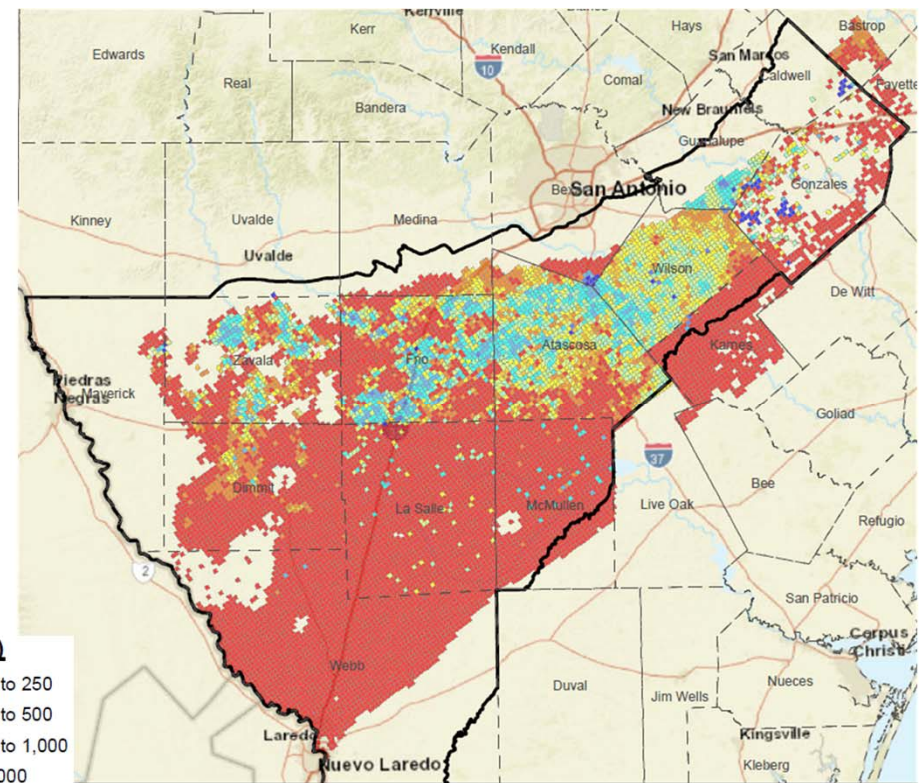 Kerrville
Kerr
Hays
Bastrop
Edwards
Kendall
San Marcos
10
Real
Comal
Caldwell
Fayette
Bandera
New Braunfels
Guadalupe
Bexar
San Antonio
Gonzales
Kinney
Uvalde
Medina
Uvalde
Wilson
De Witt
Zavala
Frio
Atascosa
Karnes
Piedras
Negras
Maverick
Goliad
37
Dimmit
Bee
La Salle
McMullen
Live Oak
Refugio
2
San Patricio
Corpus
Christi
to 250
Webb
Duval
Nueces
to 500
Jim Wells
to 1,000
Laredo
Kingsville
Nuevo Laredo
Kleberg
000